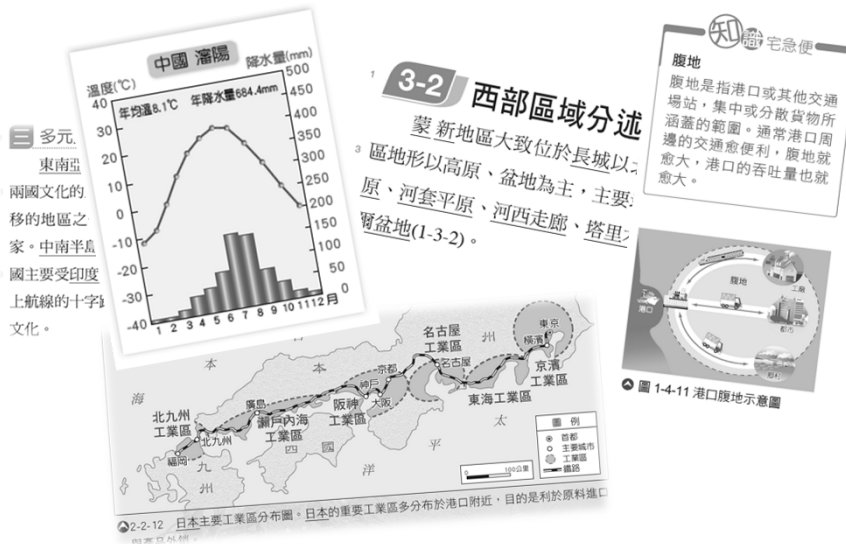 三 多元
東南亞
兩國文化的
移的地區之
家。中南半島
國主要受印度
上航線的十字
文化。
中國 瀋陽
溫度(℃)
降水量(mm)
年均溫8.1℃ 年降水量684.4mm
40
30
20
10
0
-10
-20
-30
-40
500
450
400
350
300
250
200
150
100
50
0
1 2 3 4 5 6 7 8 9 10 11 12月
1
3-2 西部區域分述
蒙新地區大致位於長城以
3
區地形以高原、盆地為主，主要
原、河套平原、河西走廊、塔里
爾盆地(1-3-2)。
知識宅急便
腹地
腹地是指港口或其他交通
場站，集中或分散貨物所
涵蓋的範圍。通常港口周
邊的交通愈便利，腹地就
愈大，港口的吞吐量也就
愈大。
腹地
港口
工廠
都市
鄉村
圖 1-4-11 港口腹地示意圖
日
本
海
本
州
四國
九州
太
平
洋
北九州
工業區
北九州
福岡
廣島
瀨戶內海
工業區
阪神
工業區
神戶
大阪
京都
名古屋
工業區
名古屋
東海工業區
京濱
工業區
東京
橫濱
圖例
首都
主要城市
工業區
鐵路
0 100公里
2-2-12 日本主要工業區分布圖。日本的重要工業區多分布於港口附近，目的是利於原料進口
與產品外銷。